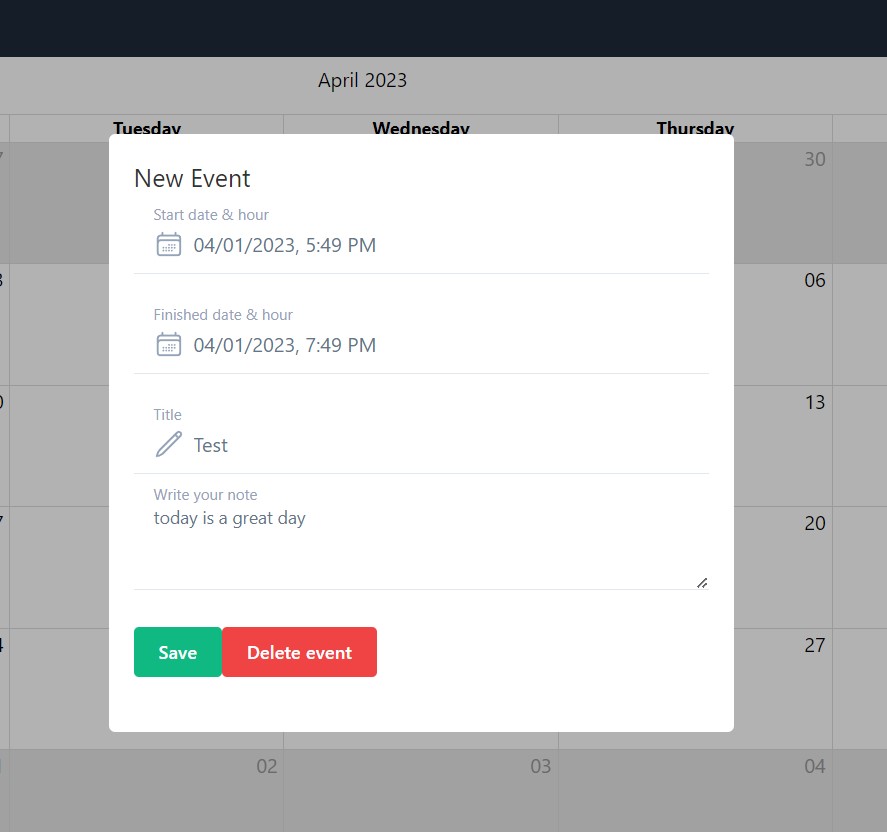 April 2023
Tuesday Wednesday Thursday
30
New Event
Start date & hour
04/01/2023, 5:49 PM
06
Finished date & hour
04/01/2023, 7:49 PM
13
Title
Test
Write your note
today is a great day
20
Save Delete event
27
02 03 04